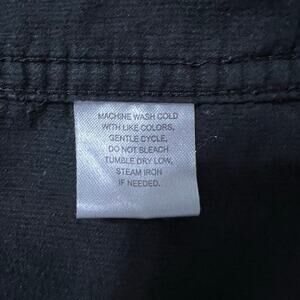 MACHINE WASH COLD
WITH LIKE COLORS,
GENTLE CYCLE,
DO NOT BLEACH
TUMBLE DRY LOW,
STEAM IRON
IF NEEDED.